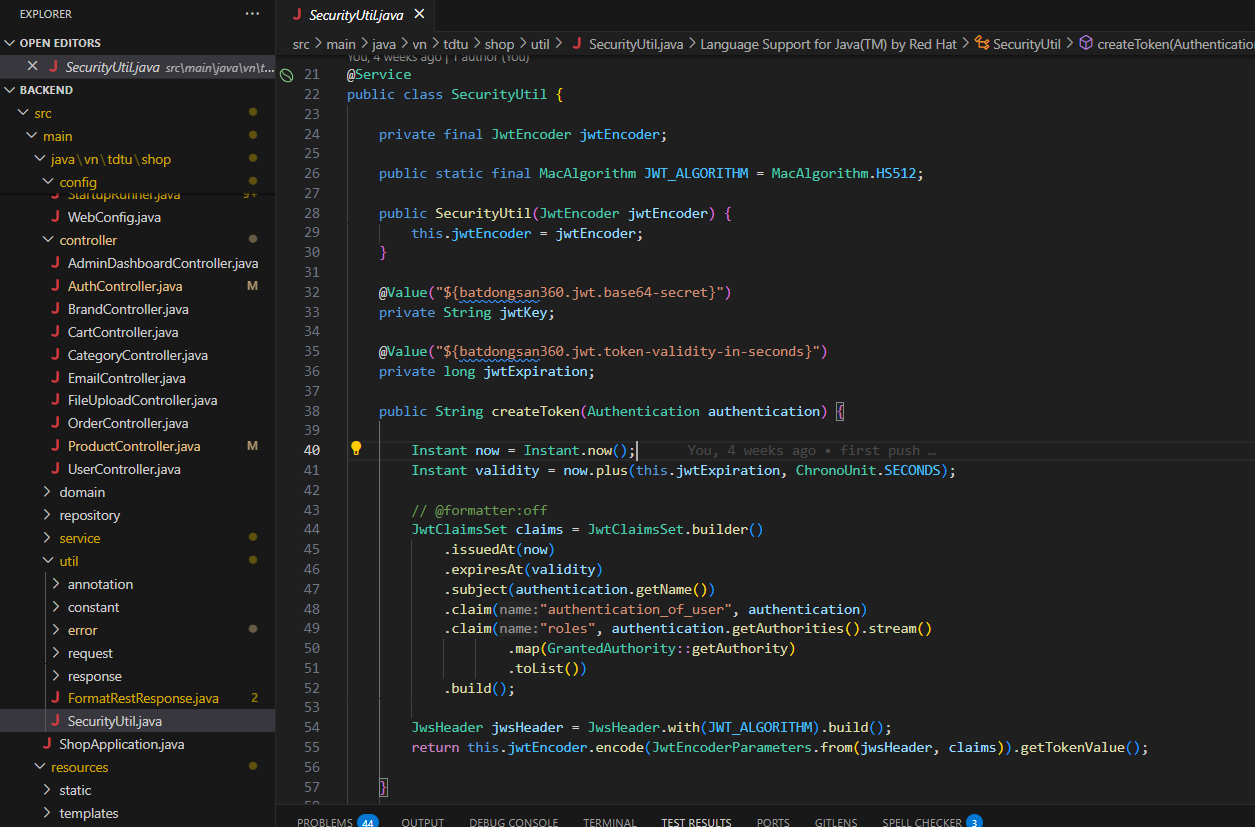 EXPLORER
OPEN EDITORS
SecurityUtil.java src\main\java\vn\t...
BACKEND
src
main
java\vn\tdtu\shop
config
StartupRunner.java 9+
WebConfig.java
controller
AdminDashboardController.java
AuthController.java M
BrandController.java
CartController.java
CategoryController.java
EmailController.java
FileUploadController.java
OrderController.java
ProductController.java M
UserController.java
domain
repository
service
util
annotation
constant
error
request
response
FormatRestResponse.java 2
SecurityUtil.java
ShopApplication.java
resources
static
templates
SecurityUtil.java
src > main > java > vn > tdtu > shop > util > SecurityUtil.java > Language Support for Java(TM) by Red Hat > SecurityUtil > createToken(Authentication
You, 4 weeks ago | 1 author (You)
21 @Service
22 public class SecurityUtil {
23
24 private final JwtEncoder jwtEncoder;
25
26 public static final MacAlgorithm JWT_ALGORITHM = MacAlgorithm.HS512;
27
28 public SecurityUtil(JwtEncoder jwtEncoder) {
29 this.jwtEncoder = jwtEncoder;
30 }
31
32 @Value("${batdongsan360.jwt.base64-secret}")
33 private String jwtKey;
34
35 @Value("${batdongsan360.jwt.token-validity-in-seconds}")
36 private long jwtExpiration;
37
38 public String createToken(Authentication authentication) {
39
40 Instant now = Instant.now(); You, 4 weeks ago • first push …
41 Instant validity = now.plus(this.jwtExpiration, ChronoUnit.SECONDS);
42
43 // @formatter:off
44 JwtClaimsSet claims = JwtClaimsSet.builder()
45 .issuedAt(now)
46 .expiresAt(validity)
47 .subject(authentication.getName())
48 .claim(name:"authentication_of_user", authentication)
49 .claim(name:"roles", authentication.getAuthorities().stream()
50 .map(GrantedAuthority::getAuthority)
51 .toList())
52 .build();
53
54 JwsHeader jwsHeader = JwsHeader.with(JWT_ALGORITHM).build();
55 return this.jwtEncoder.encode(JwtEncoderParameters.from(jwsHeader, claims)).getTokenValue();
56
57 }
58
PROBLEMS 44 OUTPUT DEBUG CONSOLE TERMINAL TEST RESULTS PORTS GITLENS SPELL CHECKER 3